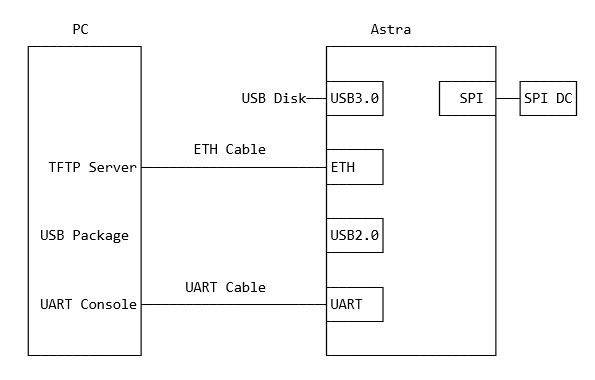 PC
Astra
USB Disk
USB3.0
SPI
SPI DC
ETH Cable
TFTP Server
ETH
USB Package
USB2.0
UART Cable
UART Console
UART